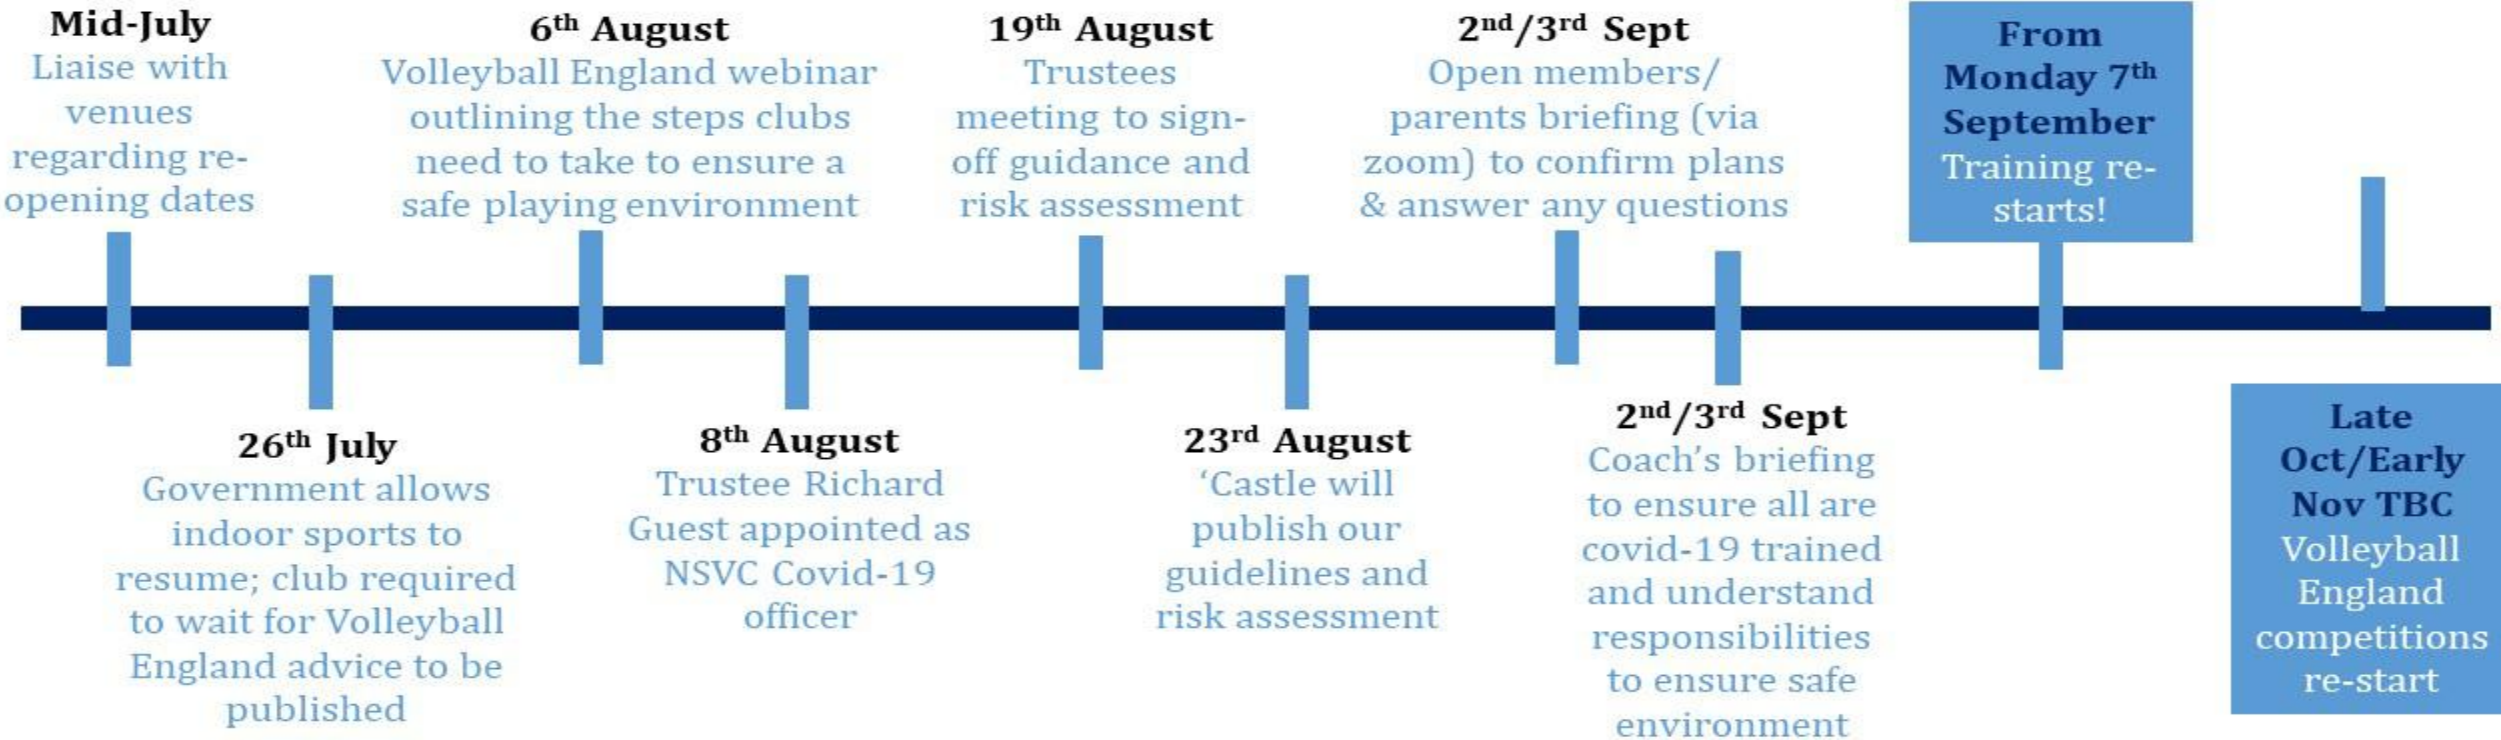 Mid-July
Liaise with
venues
regarding re-
opening dates
26th July
Government allows
indoor sports to
resume; club required
to wait for Volleyball
England advice to be
published
6th August
Volleyball England webinar
outlining the steps clubs
need to take to ensure a
safe playing environment
8th August
Trustee Richard
Guest appointed as
NSVC Covid-19
officer
19th August
Trustees
meeting to sign-
off guidance and
risk assessment
23rd August
‘Castle will
publish our
guidelines and
risk assessment
2nd/3rd Sept
Open members/
parents briefing (via
zoom) to confirm plans
& answer any questions
2nd/3rd Sept
Coach’s briefing
to ensure all are
covid-19 trained
and understand
responsibilities
to ensure safe
environment
From
Monday 7th
September
Training re-
starts!
Late
Oct/Early
Nov TBC
Volleyball
England
competitions
re-start